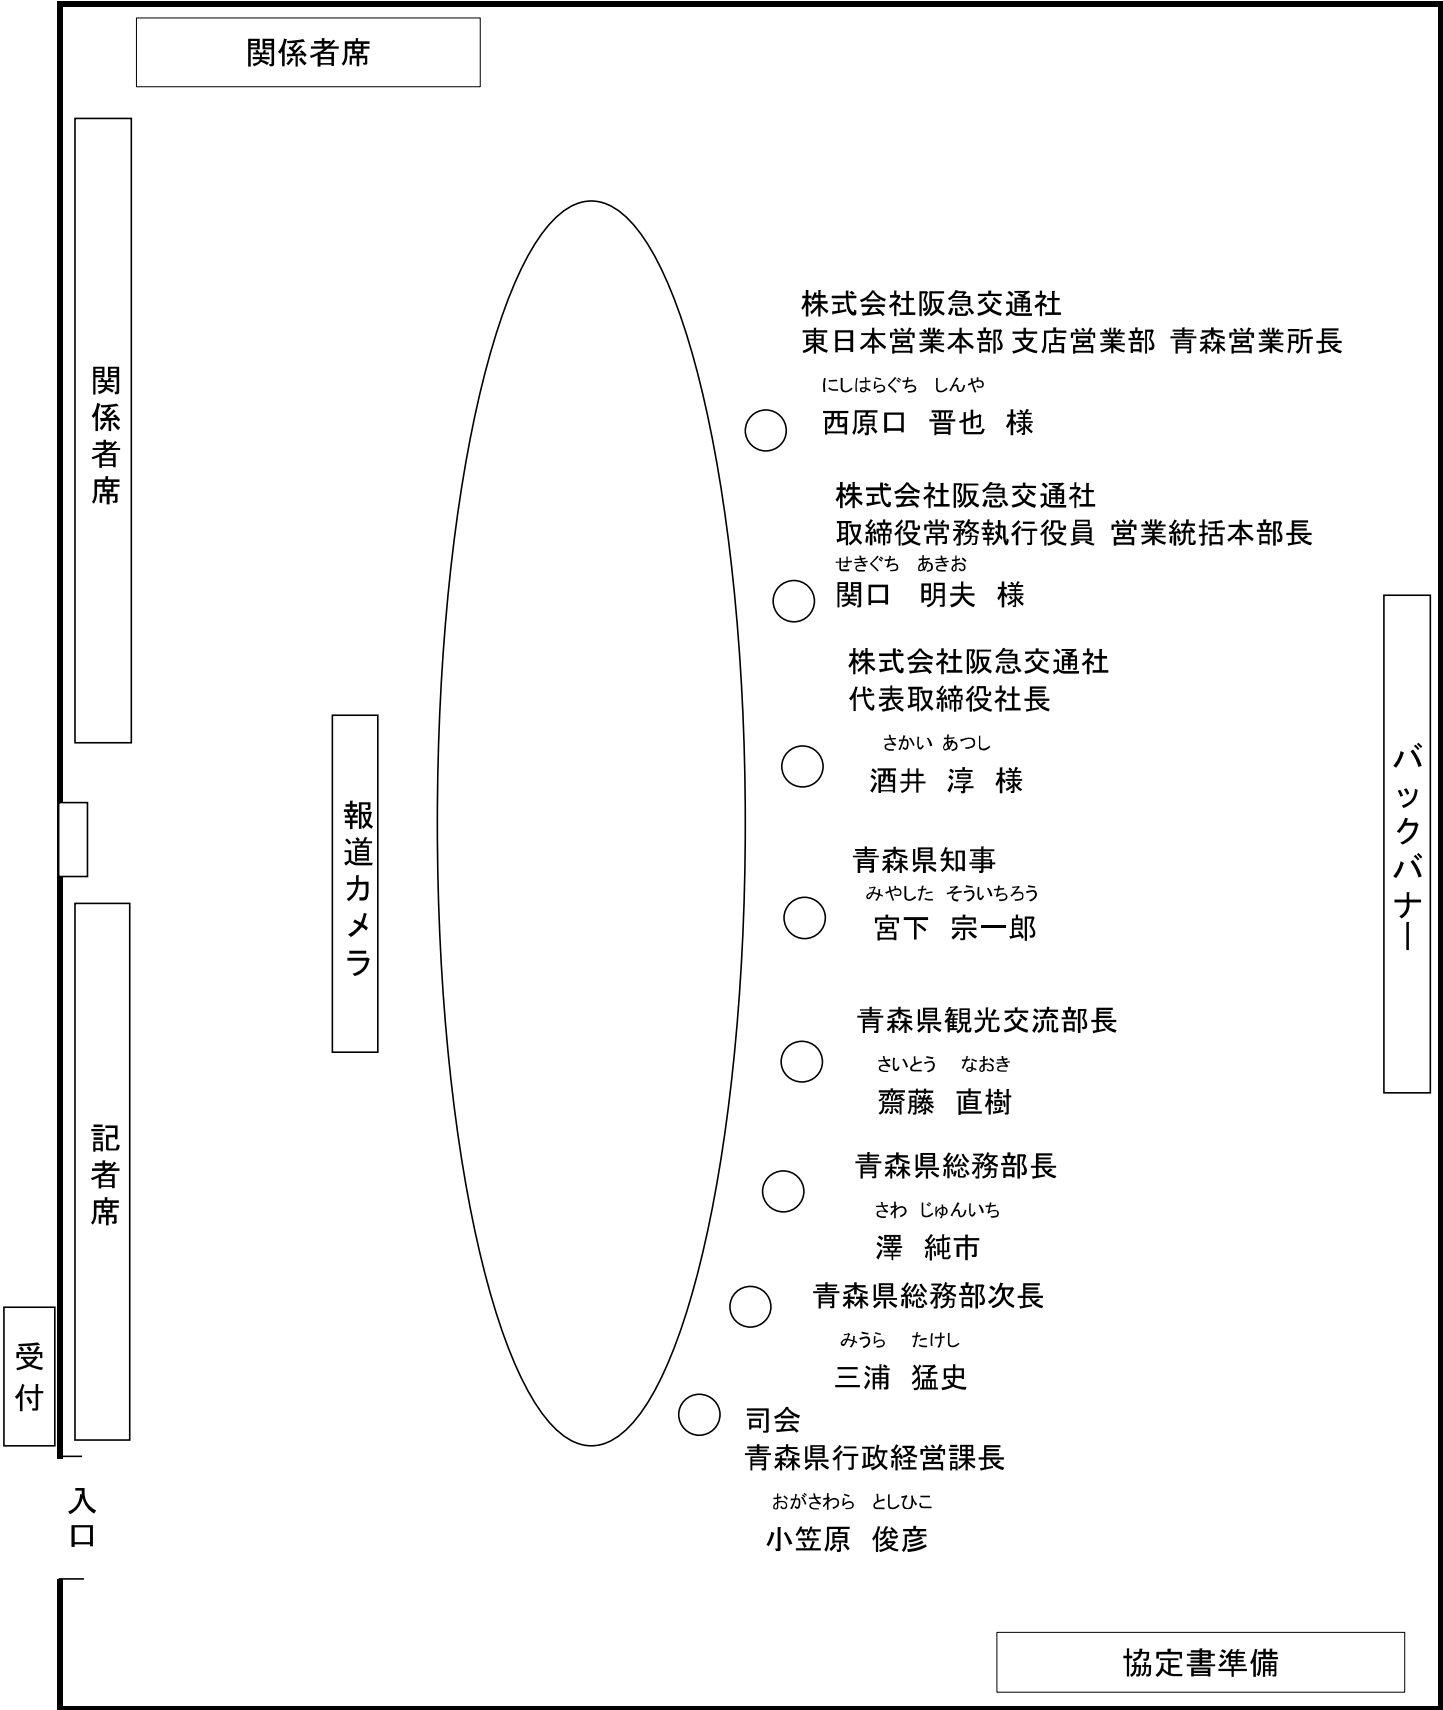 関係者席
関係者席
株式会社阪急交通社
東日本営業本部 支店営業部 青森営業所長
にしはらぐち しんや
西原口 晋也 様
株式会社阪急交通社
取締役常務執行役員 営業統括本部長
せきぐち あきお
関口 明夫 様
株式会社阪急交通社
代表取締役社長
さかい あつし
酒井 淳 様
報道カメラ
バックバナー
青森県知事
みやした そういちろう
宮下 宗一郎
青森県観光交流部長
さいとう なおき
齋藤 直樹
記者席
青森県総務部長
さわ じゅんいち
澤 純市
青森県総務部次長
みうら たけし
三浦 猛史
受付
司会
青森県行政経営課長
おがさわら としひこ
小笠原 俊彦
入口
協定書準備